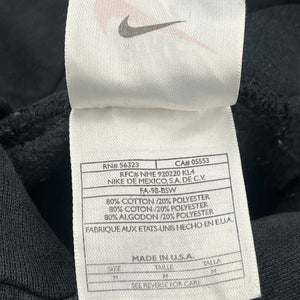 RN# 56323 CA# 05553
RFC# NME 920220 KL4
NIKE DE MEXICO, S.A. DE C.V.
FA-98-BSW
80% COTTON /20% POLYESTER
80% COTON /20% POLYESTER
80% ALGODON /20% POLYESTER
FABRIQUE AUX ETATS-UNIS HECHO EN E.U.A.
MADE IN U.S.A.
SIZE TAILLE TALLA
M M M
SEE REVERSE FOR CARE